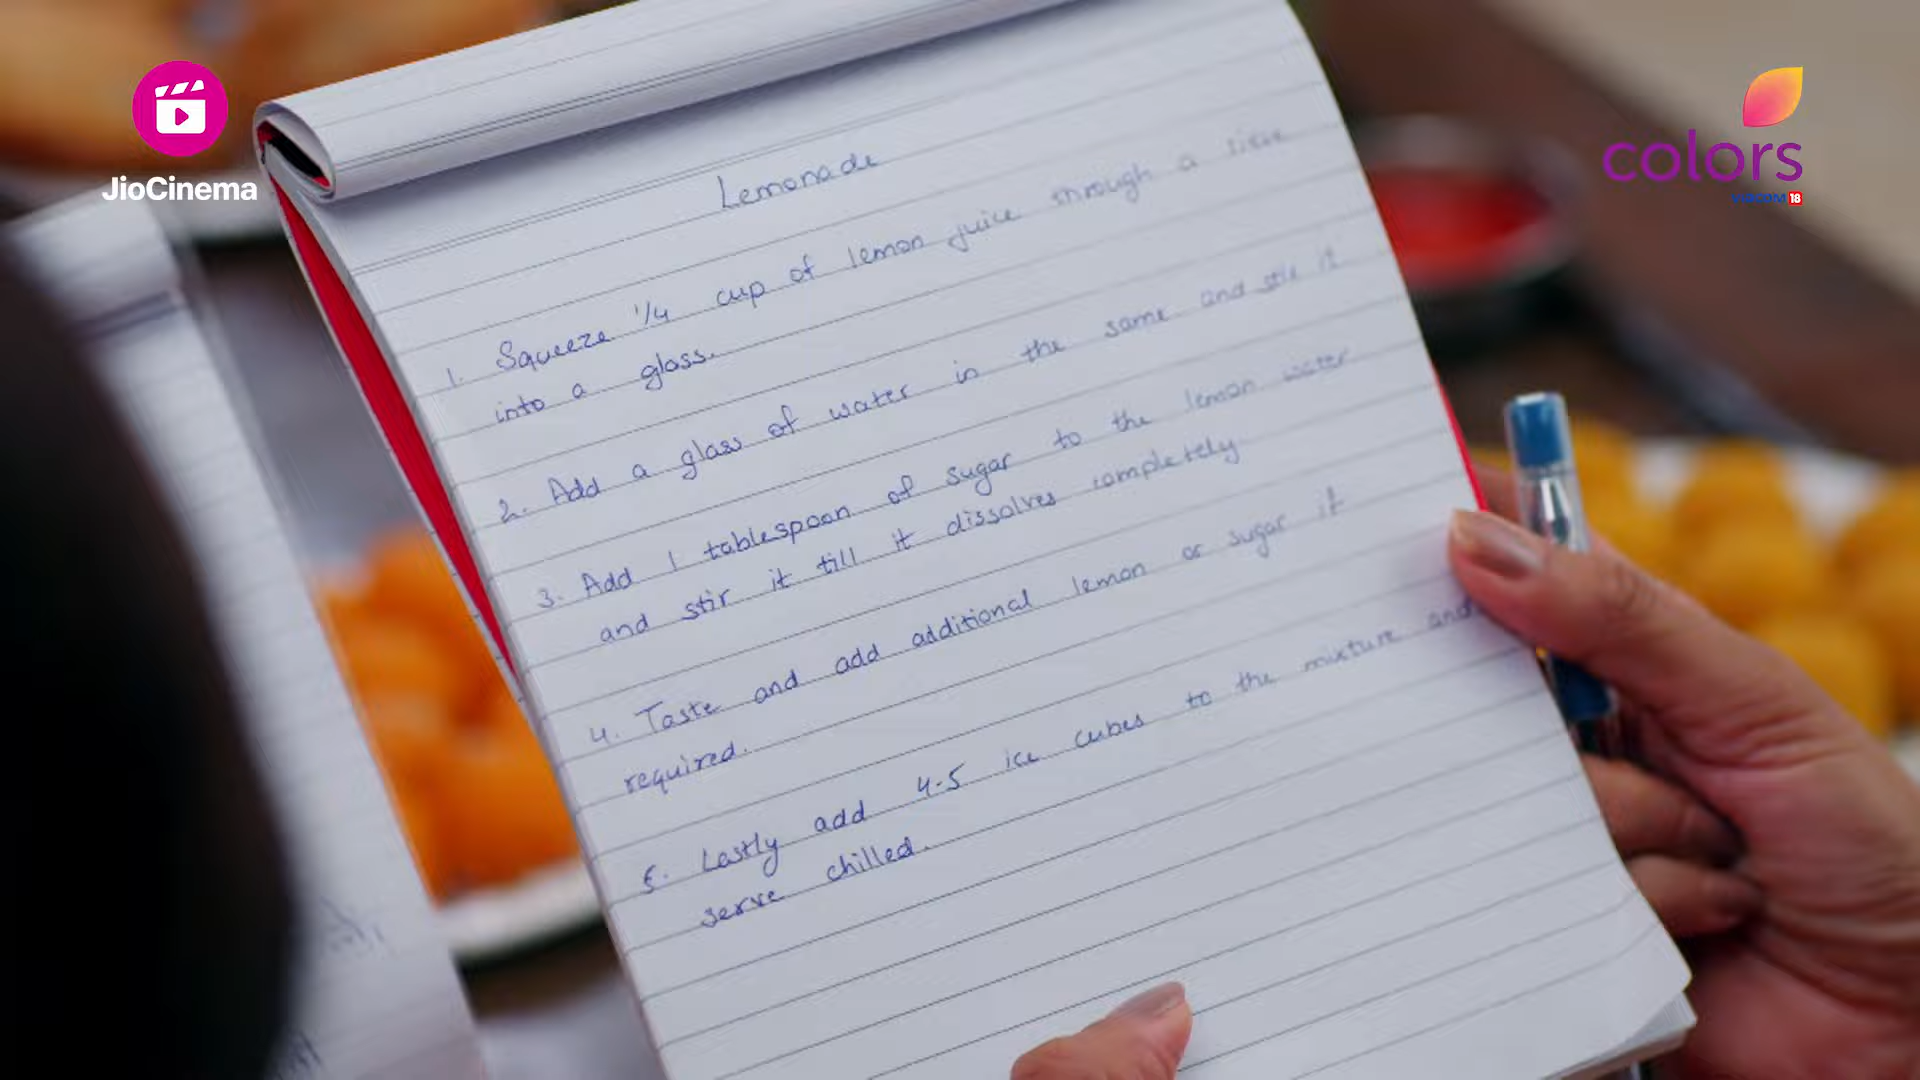 JioCinema
colors
VIACOM 18
Lemonade
1. Squeeze 1/4 cup of lemon juice through a sieve
into a glass.
2. Add a glass of water in the same and stir it
3. Add 1 tablespoon of sugar to the lemon water
and stir it till it dissolves completely
4. Taste and add additional lemon or sugar if
required.
5. Lastly add 4-5 ice cubes to the mixture and
serve chilled.